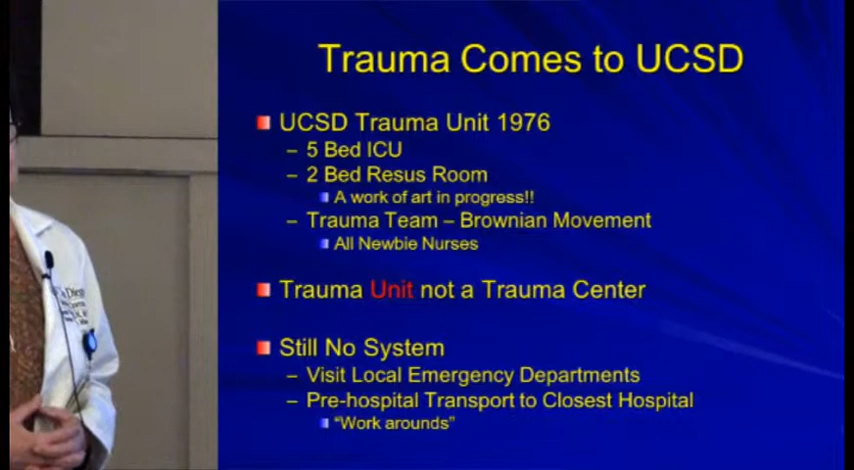 Trauma Comes to UCSD
UCSD Trauma Unit 1976
– 5 Bed ICU
– 2 Bed Resus Room
A work of art in progress!!
– Trauma Team – Brownian Movement
All Newbie Nurses
Trauma Unit not a Trauma Center
Still No System
– Visit Local Emergency Departments
– Pre-hospital Transport to Closest Hospital
"Work arounds"